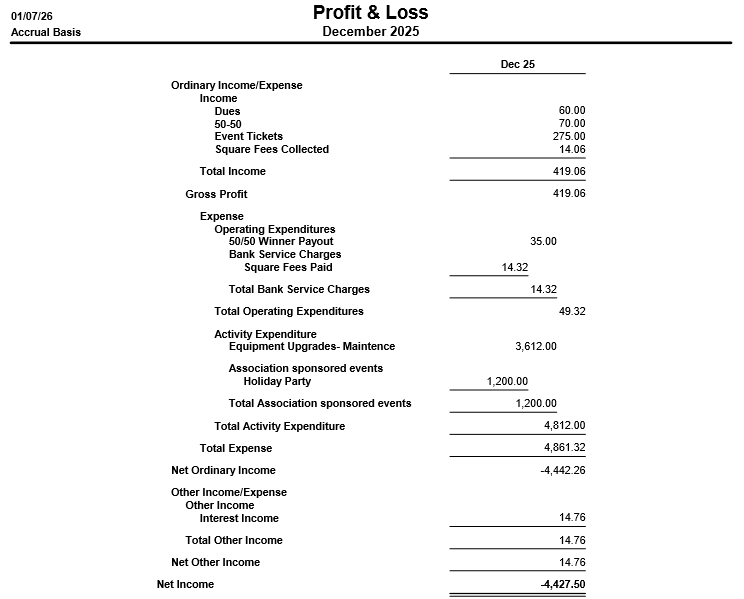 01/07/26
Profit & Loss
Accrual Basis
December 2025
Dec 25
Ordinary Income/Expense
Income
Dues 60.00
50-50 70.00
Event Tickets 275.00
Square Fees Collected 14.06
Total Income 419.06
Gross Profit 419.06
Expense
Operating Expenditures
50/50 Winner Payout 35.00
Bank Service Charges
Square Fees Paid 14.32
Total Bank Service Charges 14.32
Total Operating Expenditures 49.32
Activity Expenditure
Equipment Upgrades- Maintence 3,612.00
Association sponsored events
Holiday Party 1,200.00
Total Association sponsored events 1,200.00
Total Activity Expenditure 4,812.00
Total Expense 4,861.32
Net Ordinary Income -4,442.26
Other Income/Expense
Other Income
Interest Income 14.76
Total Other Income 14.76
Net Other Income 14.76
Net Income -4,427.50